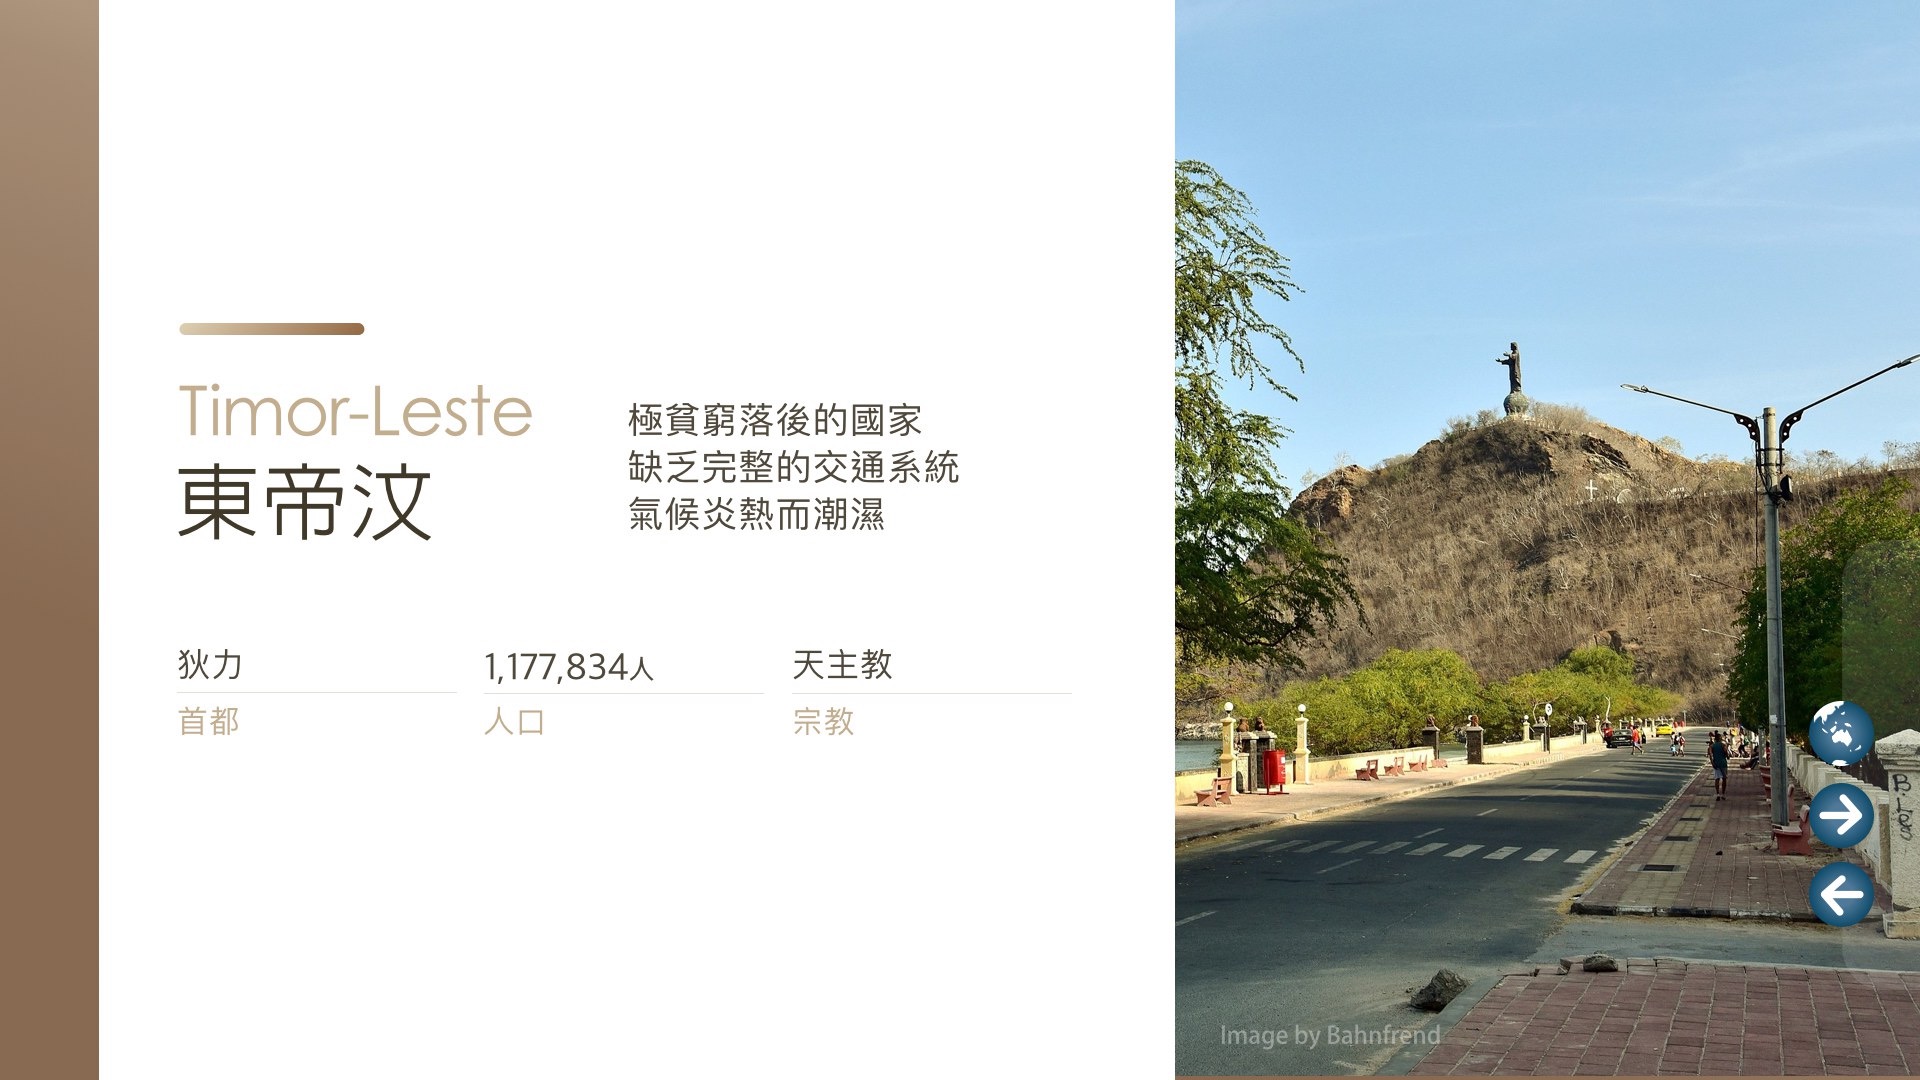 Timor-Leste
東帝汶
極貧窮落後的國家
缺乏完整的交通系統
氣候炎熱而潮濕
狄力
首都
1,177,834人
人口
天主教
宗教
Image by Bahnfrend